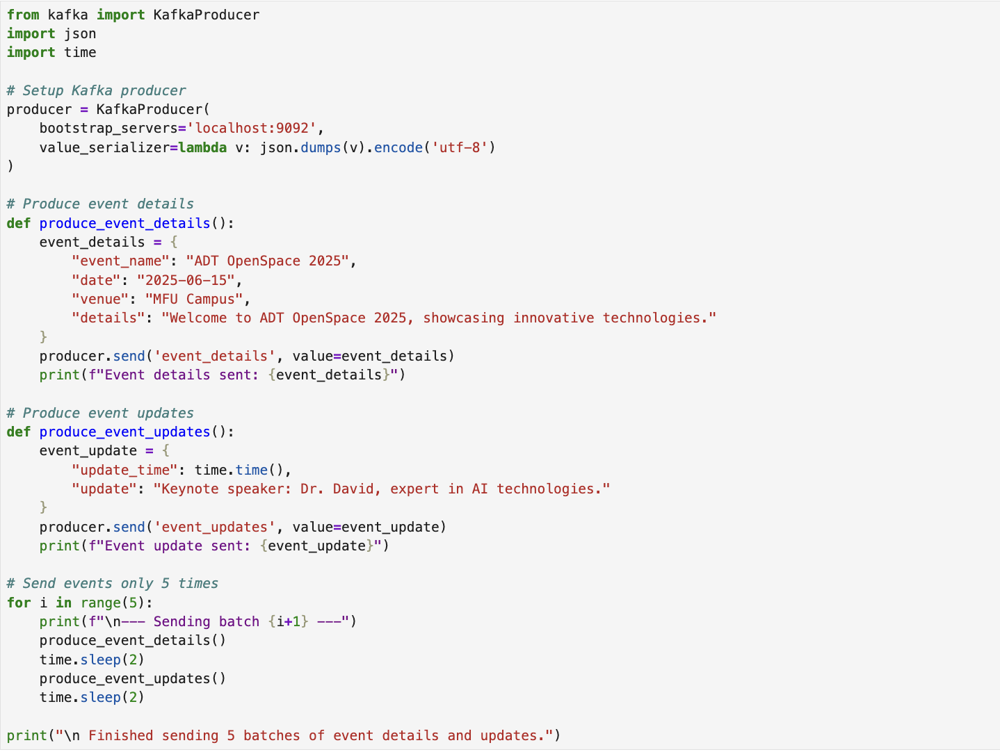 from kafka import KafkaProducer
import json
import time

# Setup Kafka producer
producer = KafkaProducer(
    bootstrap_servers='localhost:9092',
    value_serializer=lambda v: json.dumps(v).encode('utf-8')
)

# Produce event details
def produce_event_details():
    event_details = {
        "event_name": "ADT OpenSpace 2025",
        "date": "2025-06-15",
        "venue": "MFU Campus",
        "details": "Welcome to ADT OpenSpace 2025, showcasing innovative technologies."
    }
    producer.send('event_details', value=event_details)
    print(f"Event details sent: {event_details}")

# Produce event updates
def produce_event_updates():
    event_update = {
        "update_time": time.time(),
        "update": "Keynote speaker: Dr. David, expert in AI technologies."
    }
    producer.send('event_updates', value=event_update)
    print(f"Event update sent: {event_update}")

# Send events only 5 times
for i in range(5):
    print(f"\n--- Sending batch {i+1} ---")
    produce_event_details()
    time.sleep(2)
    produce_event_updates()
    time.sleep(2)

print("\n Finished sending 5 batches of event details and updates.")